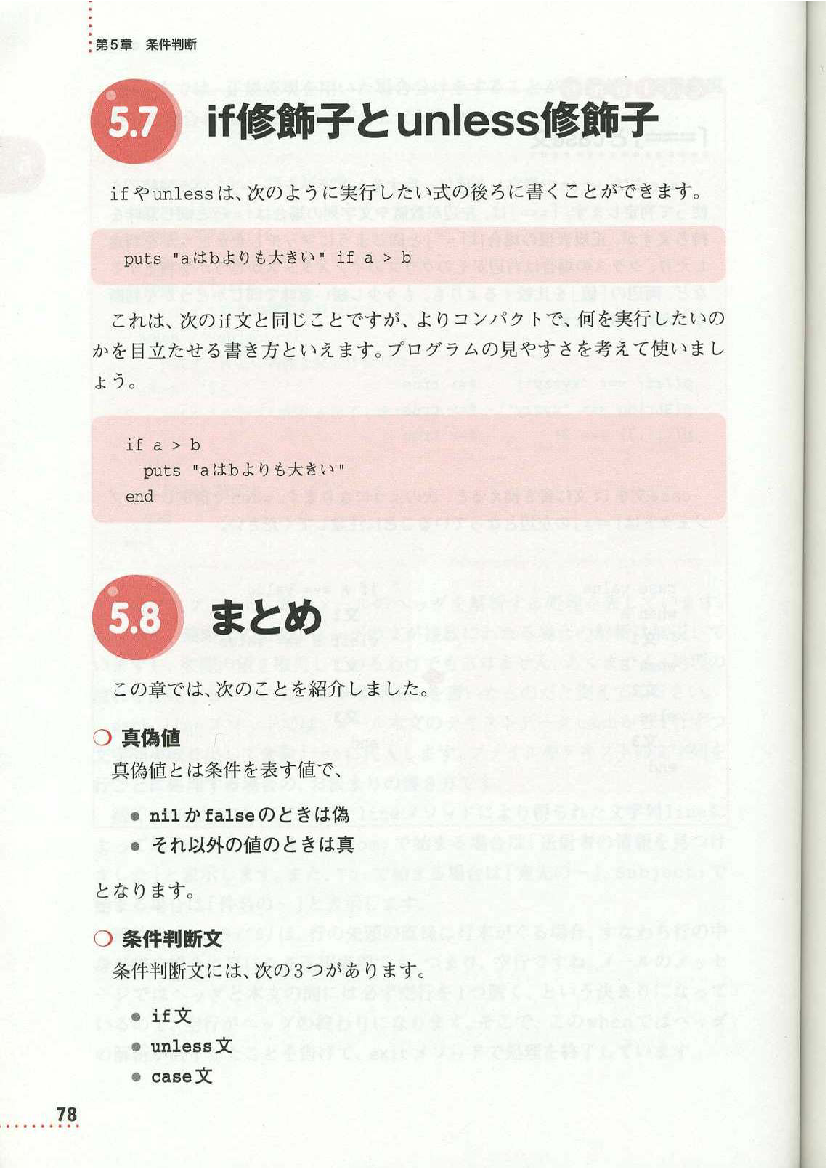 第5章 条件判断
5.7 if修飾子とunless修飾子
ifやunlessは、次のように実行したい式の後ろに書くことができます。
puts "aはbよりも大きい" if a > b
これは、次のif文と同じことですが、よりコンパクトで、何を実行したいの
かを目立たせる書き方といえます。プログラムの見やすさを考えて使いまし
ょう。
if a > b
  puts "aはbよりも大きい"
end
5.8 まとめ
この章では、次のことを紹介しました。
○ 真偽値
真偽値とは条件を表す値で、
● nilかfalseのときは偽
● それ以外の値のときは真
となります。
○ 条件判断文
条件判断文には、次の3つがあります。
● if文
● unless文
● case文
78